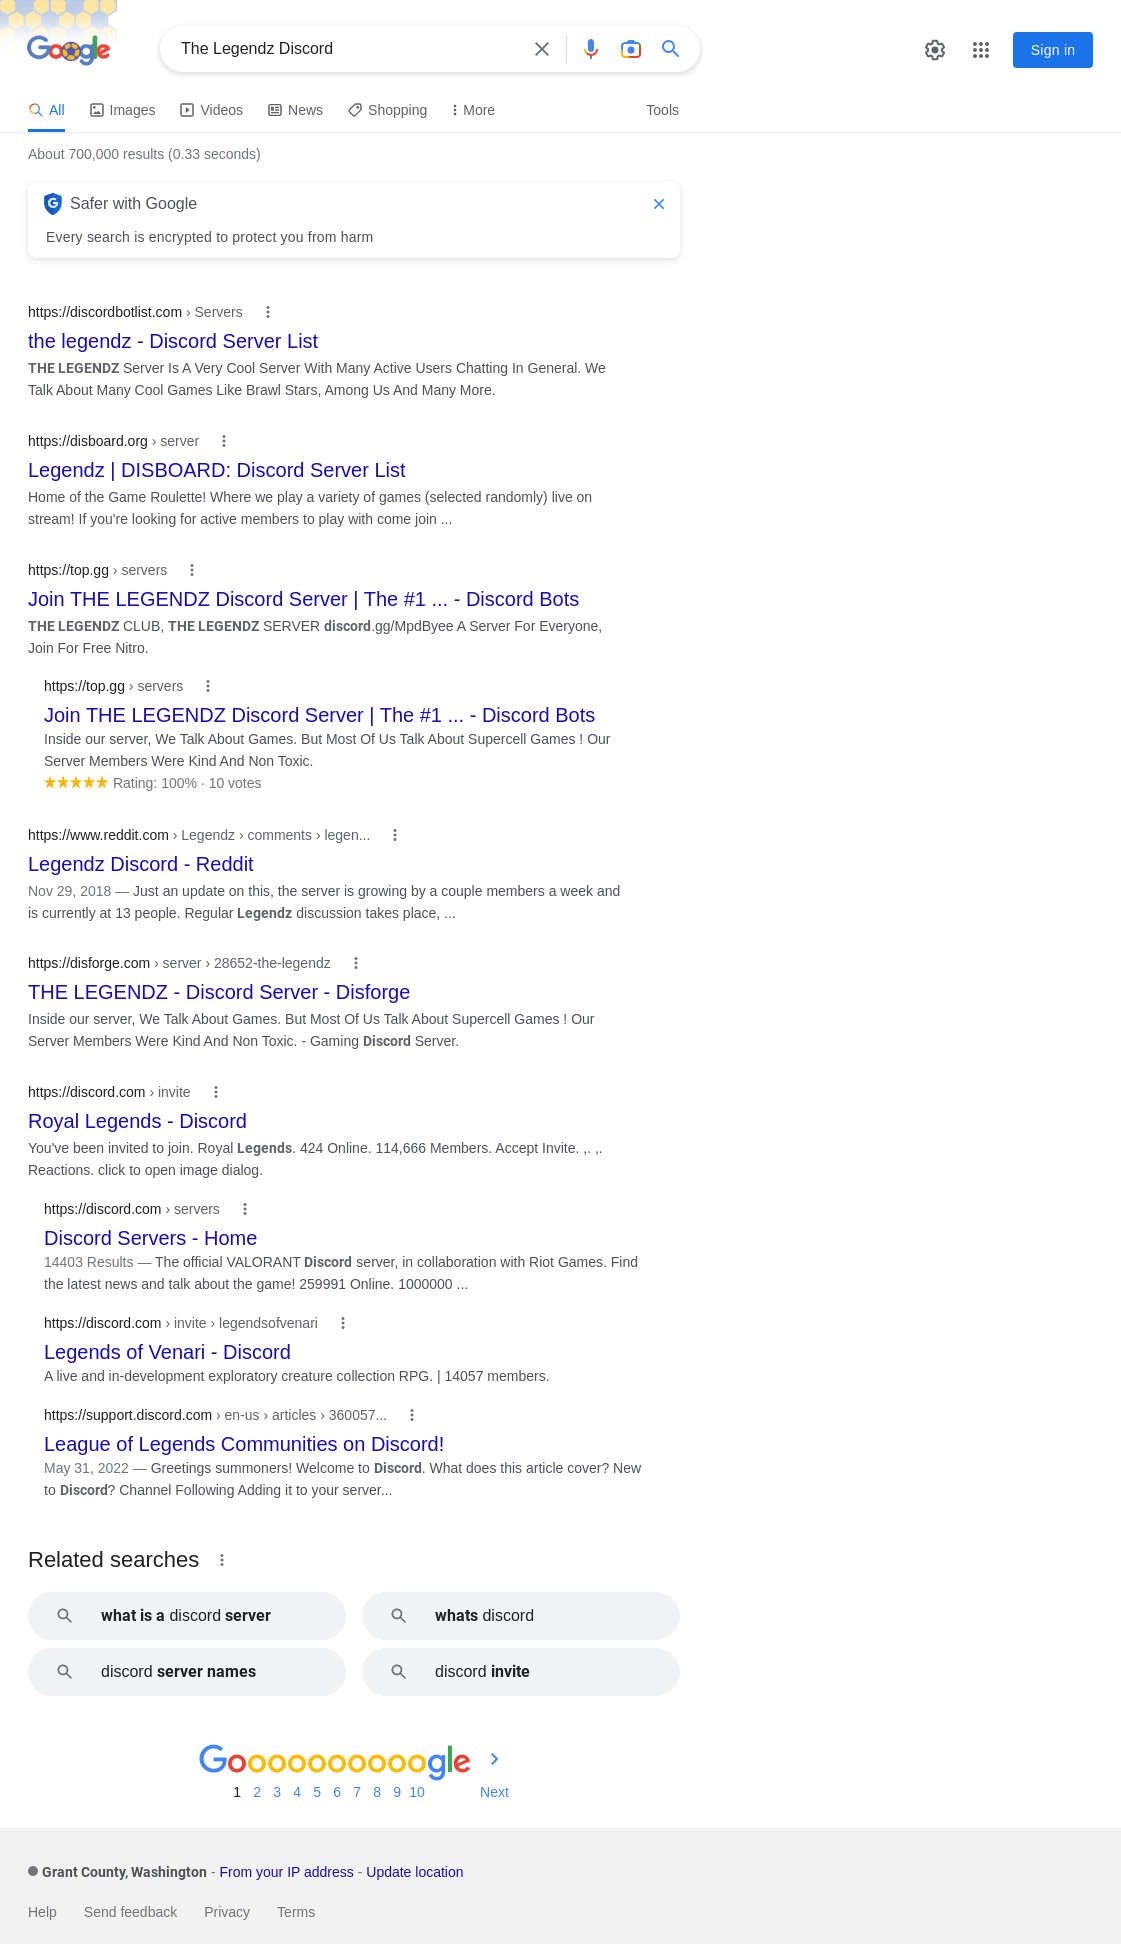 Google
The Legendz Discord
Sign in
All Images Videos News Shopping More Tools
About 700,000 results (0.33 seconds)
Safer with Google
Every search is encrypted to protect you from harm
https://discordbotlist.com › Servers
the legendz - Discord Server List
THE LEGENDZ Server Is A Very Cool Server With Many Active Users Chatting In General. We
Talk About Many Cool Games Like Brawl Stars, Among Us And Many More.
https://disboard.org › server
Legendz | DISBOARD: Discord Server List
Home of the Game Roulette! Where we play a variety of games (selected randomly) live on
stream! If you're looking for active members to play with come join ...
https://top.gg › servers
Join THE LEGENDZ Discord Server | The #1 ... - Discord Bots
THE LEGENDZ CLUB, THE LEGENDZ SERVER discord.gg/MpdByee A Server For Everyone,
Join For Free Nitro.
https://top.gg › servers
Join THE LEGENDZ Discord Server | The #1 ... - Discord Bots
Inside our server, We Talk About Games. But Most Of Us Talk About Supercell Games ! Our
Server Members Were Kind And Non Toxic.
Rating: 100% · 10 votes
https://www.reddit.com › Legendz › comments › legen...
Legendz Discord - Reddit
Nov 29, 2018 — Just an update on this, the server is growing by a couple members a week and
is currently at 13 people. Regular Legendz discussion takes place, ...
https://disforge.com › server › 28652-the-legendz
THE LEGENDZ - Discord Server - Disforge
Inside our server, We Talk About Games. But Most Of Us Talk About Supercell Games ! Our
Server Members Were Kind And Non Toxic. - Gaming Discord Server.
https://discord.com › invite
Royal Legends - Discord
You've been invited to join. Royal Legends. 424 Online. 114,666 Members. Accept Invite. ,. ,.
Reactions. click to open image dialog.
https://discord.com › servers
Discord Servers - Home
14403 Results — The official VALORANT Discord server, in collaboration with Riot Games. Find
the latest news and talk about the game! 259991 Online. 1000000 ...
https://discord.com › invite › legendsofvenari
Legends of Venari - Discord
A live and in-development exploratory creature collection RPG. | 14057 members.
https://support.discord.com › en-us › articles › 360057...
League of Legends Communities on Discord!
May 31, 2022 — Greetings summoners! Welcome to Discord. What does this article cover? New
to Discord? Channel Following Adding it to your server...
Related searches
what is a discord server
whats discord
discord server names
discord invite
Goooooooooogle
1 2 3 4 5 6 7 8 9 10 Next
Grant County, Washington - From your IP address - Update location
Help Send feedback Privacy Terms